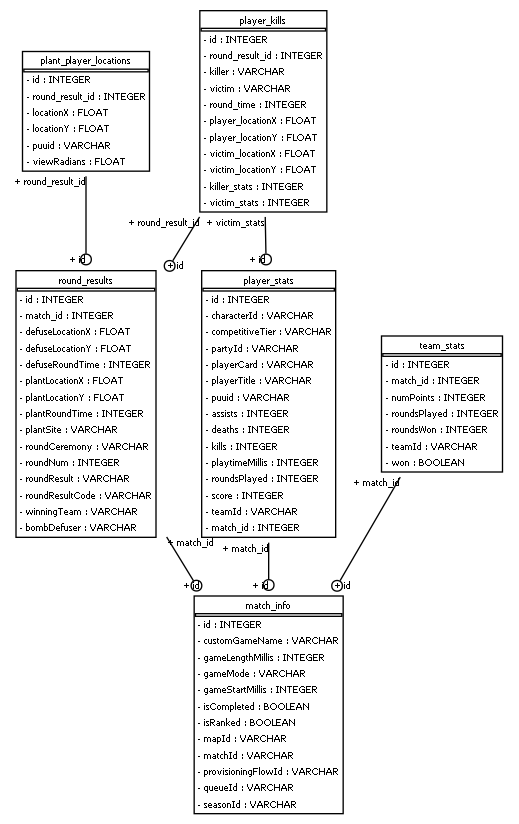 player_kills
- id : INTEGER
- round_result_id : INTEGER
- killer : VARCHAR
- victim : VARCHAR
- round_time : INTEGER
- player_locationX : FLOAT
- player_locationY : FLOAT
- victim_locationX : FLOAT
- victim_locationY : FLOAT
- killer_stats : INTEGER
- victim_stats : INTEGER
plant_player_locations
- id : INTEGER
- round_result_id : INTEGER
- locationX : FLOAT
- locationY : FLOAT
- puuid : VARCHAR
- viewRadians : FLOAT
+ round_result_id
+ round_result_id
+ victim_stats
+ id
+ id
+ id
round_results
- id : INTEGER
- match_id : INTEGER
- defuseLocationX : FLOAT
- defuseLocationY : FLOAT
- defuseRoundTime : INTEGER
- plantLocationX : FLOAT
- plantLocationY : FLOAT
- plantRoundTime : INTEGER
- plantSite : VARCHAR
- roundCeremony : VARCHAR
- roundNum : INTEGER
- roundResult : VARCHAR
- roundResultCode : VARCHAR
- winningTeam : VARCHAR
- bombDefuser : VARCHAR
player_stats
- id : INTEGER
- characterId : VARCHAR
- competitiveTier : VARCHAR
- partyId : VARCHAR
- playerCard : VARCHAR
- playerTitle : VARCHAR
- puuid : VARCHAR
- assists : INTEGER
- deaths : INTEGER
- kills : INTEGER
- playtimeMillis : INTEGER
- roundsPlayed : INTEGER
- score : INTEGER
- teamId : VARCHAR
- match_id : INTEGER
team_stats
- id : INTEGER
- match_id : INTEGER
- numPoints : INTEGER
- roundsPlayed : INTEGER
- roundsWon : INTEGER
- teamId : VARCHAR
- won : BOOLEAN
+ match_id
+ match_id
+ match_id
+ id
+ id
+ id
match_info
- id : INTEGER
- customGameName : VARCHAR
- gameLengthMillis : INTEGER
- gameMode : VARCHAR
- gameStartMillis : INTEGER
- isCompleted : BOOLEAN
- isRanked : BOOLEAN
- mapId : VARCHAR
- matchId : VARCHAR
- provisioningFlowId : VARCHAR
- queueId : VARCHAR
- seasonId : VARCHAR